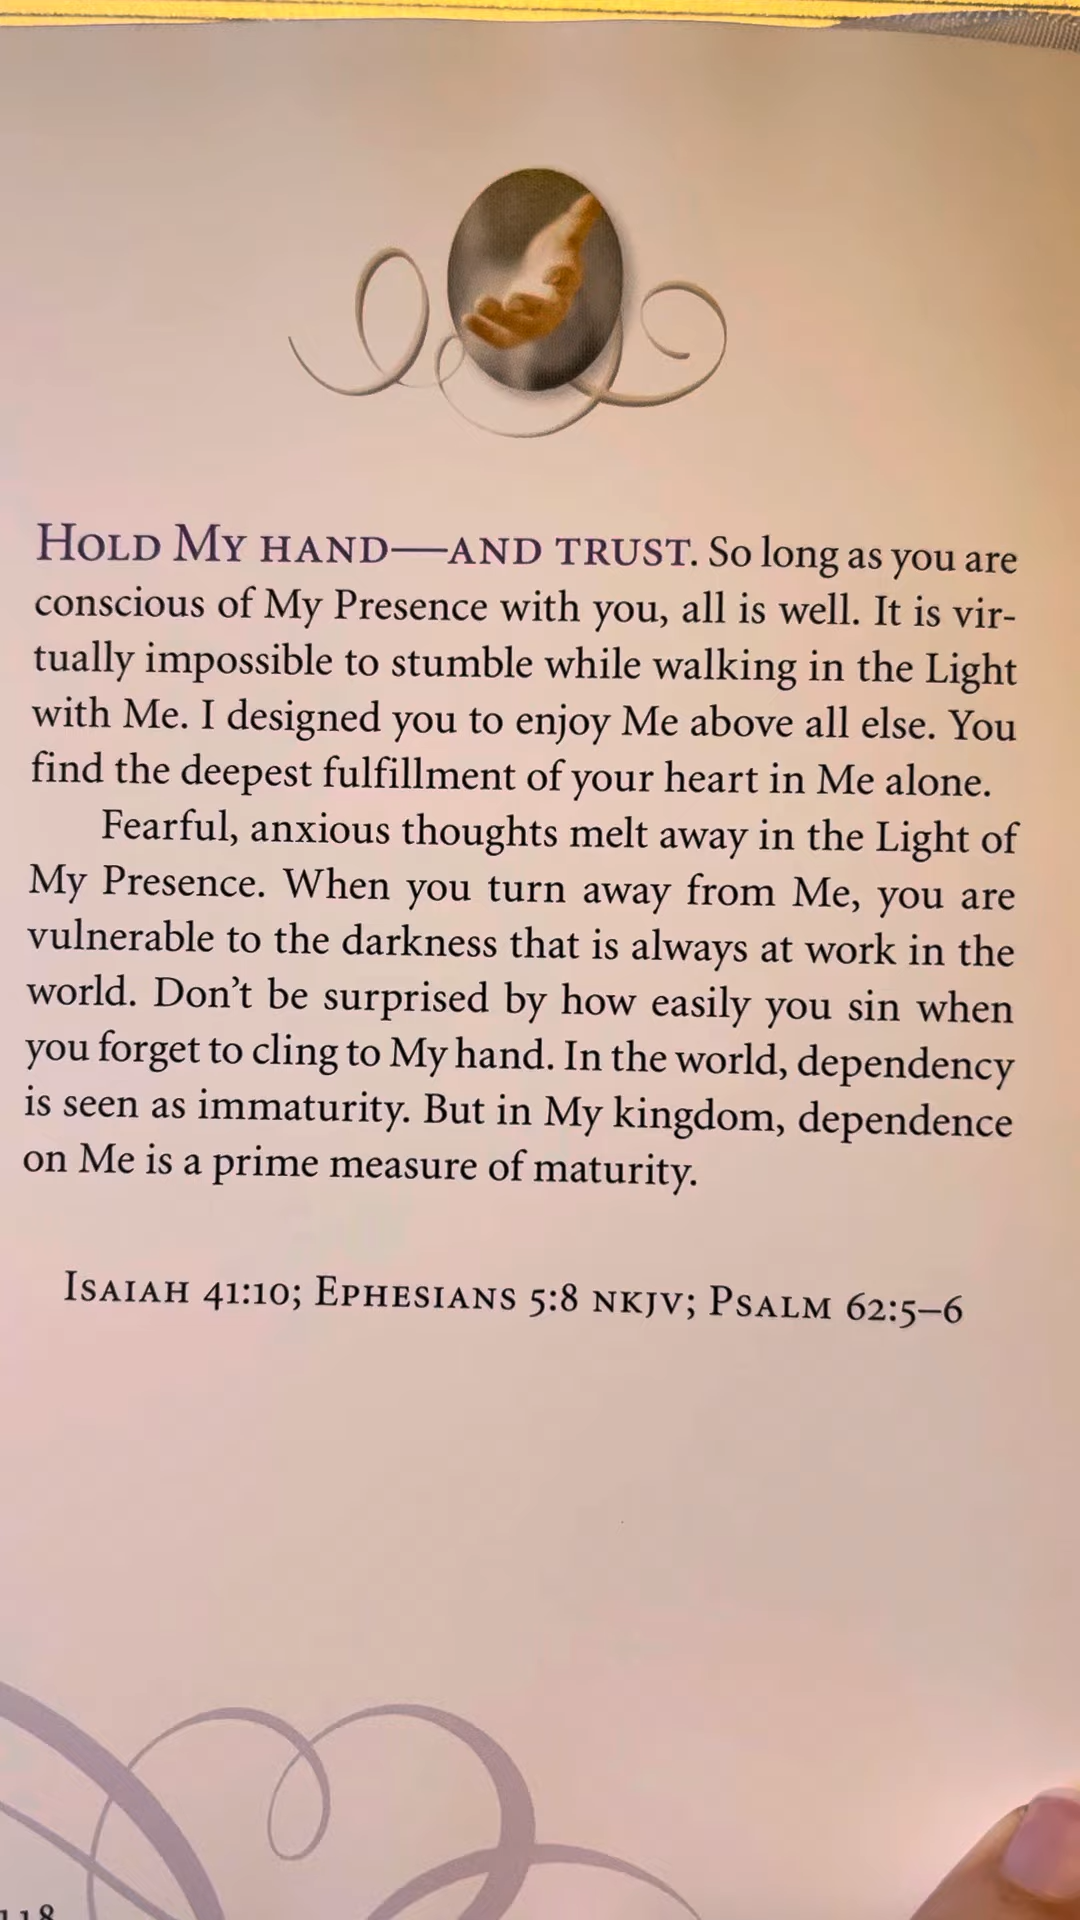 Hold My hand—and trust. So long as you are
conscious of My Presence with you, all is well. It is vir-
tually impossible to stumble while walking in the Light
with Me. I designed you to enjoy Me above all else. You
find the deepest fulfillment of your heart in Me alone.
Fearful, anxious thoughts melt away in the Light of
My Presence. When you turn away from Me, you are
vulnerable to the darkness that is always at work in the
world. Don't be surprised by how easily you sin when
you forget to cling to My hand. In the world, dependency
is seen as immaturity. But in My kingdom, dependence
on Me is a prime measure of maturity.
Isaiah 41:10; Ephesians 5:8 NKJV; Psalm 62:5–6
118